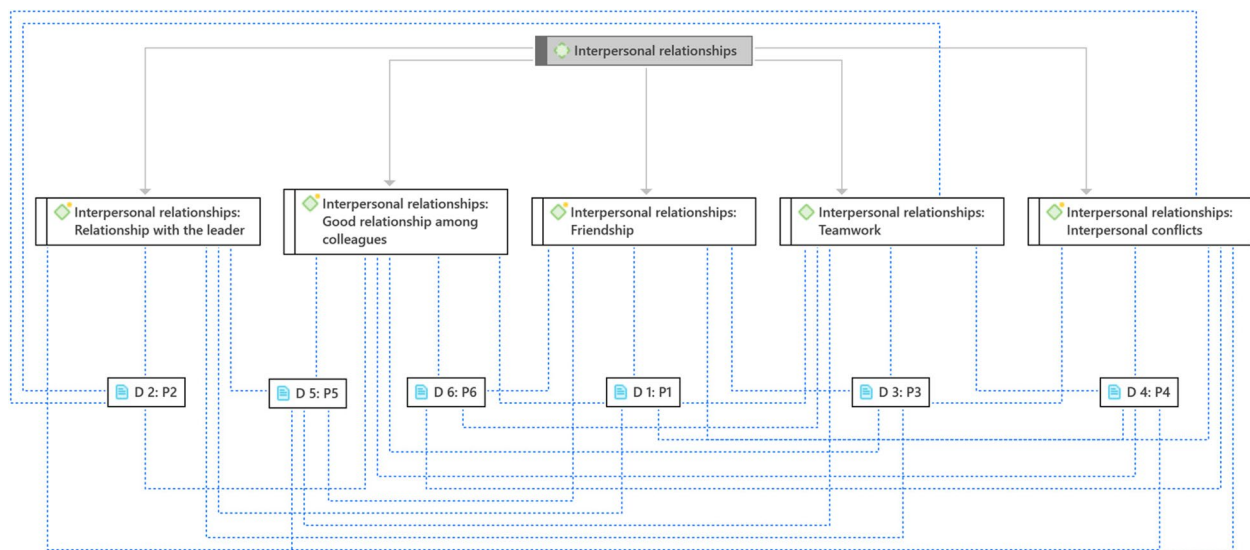 Interpersonal relationships
Interpersonal relationships:
Relationship with the leader
Interpersonal relationships:
Good relationship among
colleagues
Interpersonal relationships:
Friendship
Interpersonal relationships:
Teamwork
Interpersonal relationships:
Interpersonal conflicts
D 2: P2
D 5: P5
D 6: P6
D 1: P1
D 3: P3
D 4: P4